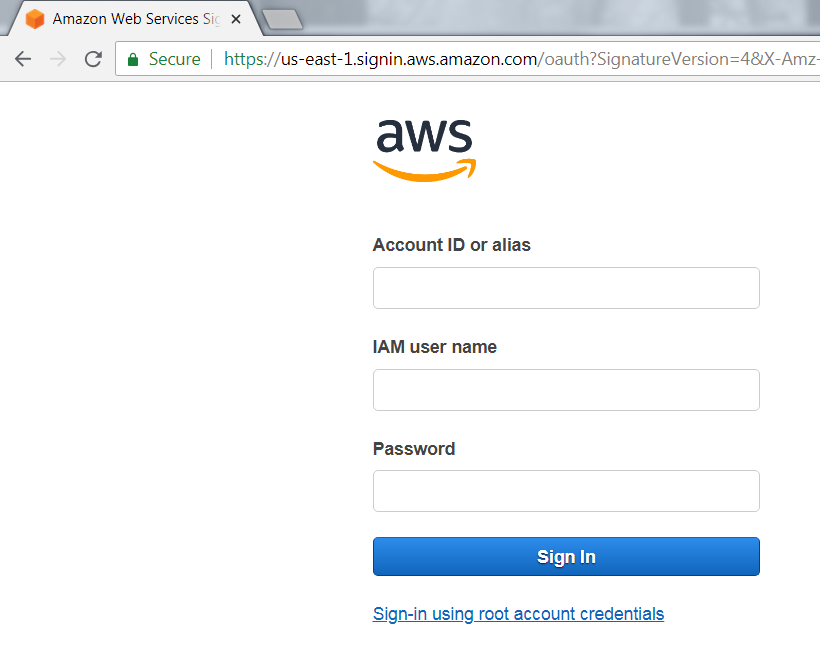 Amazon Web Services Sig
Secure https://us-east-1.signin.aws.amazon.com/oauth?SignatureVersion=4&X-Amz-
aws
Account ID or alias
IAM user name
Password
Sign In
Sign-in using root account credentials